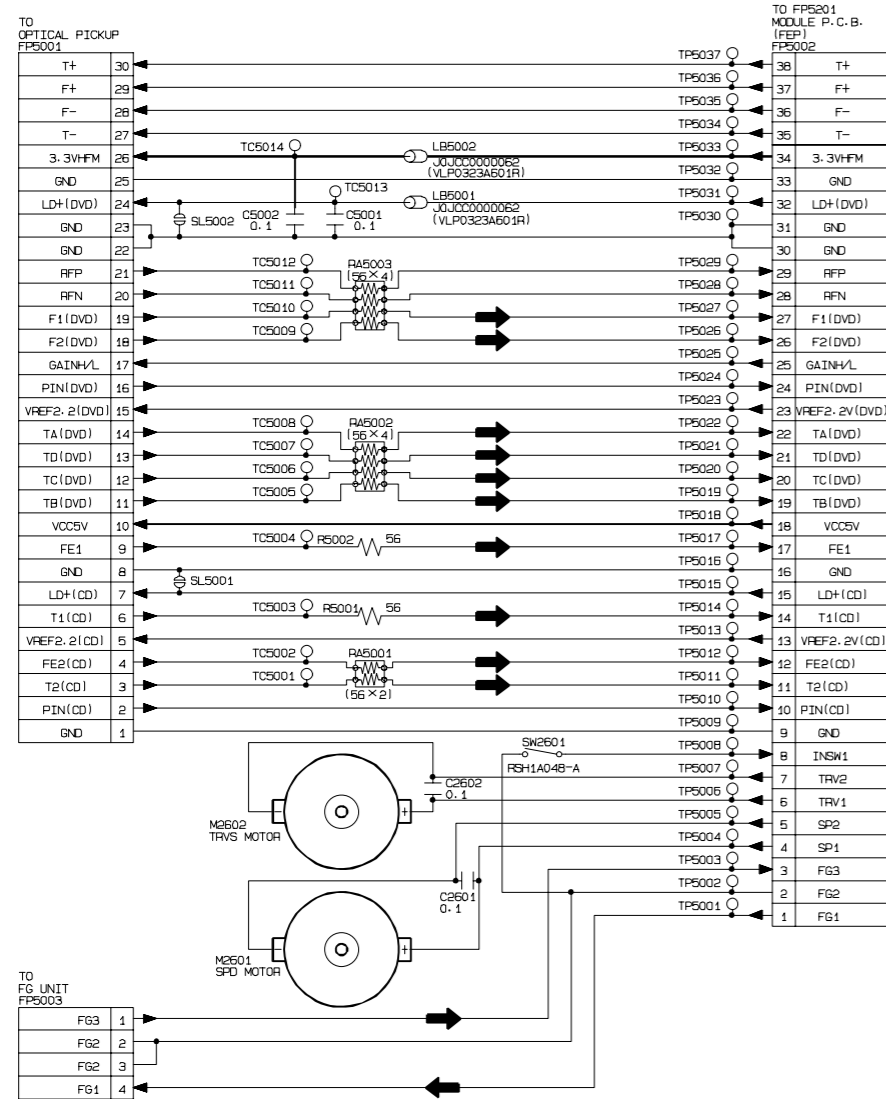 TO
OPTICAL PICKUP
FP5001
T+ 30
F+ 29
F- 28
T- 27
3.3VHFM 26
GND 25
LD+(DVD) 24
GND 23
GND 22
RFP 21
RFN 20
F1(DVD) 19
F2(DVD) 18
GAINH/L 17
PIN(DVD) 16
VREF2.2(DVD) 15
TA(DVD) 14
TD(DVD) 13
TC(DVD) 12
TB(DVD) 11
VCC5V 10
FE1 9
GND 8
LD+(CD) 7
T1(CD) 6
VREF2.2(CD) 5
FE2(CD) 4
T2(CD) 3
PIN(CD) 2
GND 1
TC5014
LB5002
J0JCC0000062
(VLP0323A601R)
TC5013
LB5001
J0JCC0000062
(VLP0323A601R)
SL5002
C5002
0.1
C5001
0.1
TC5012
TC5011
TC5010
TC5009
RA5003
(56×4)
TC5008
TC5007
TC5006
TC5005
RA5002
(56×4)
TC5004
R5002 56
SL5001
TC5003
R5001 56
TC5002
TC5001
RA5001
(56×2)
SW2601
RSH1A048-A
C2602
0.1
+
M2602
TRVS MOTOR
C2601
0.1
+
M2601
SPD MOTOR
TP5037
TP5036
TP5035
TP5034
TP5033
TP5032
TP5031
TP5030
TP5029
TP5028
TP5027
TP5026
TP5025
TP5024
TP5023
TP5022
TP5021
TP5020
TP5019
TP5018
TP5017
TP5016
TP5015
TP5014
TP5013
TP5012
TP5011
TP5010
TP5009
TP5008
TP5007
TP5006
TP5005
TP5004
TP5003
TP5002
TP5001
TO FP5201
MODULE P.C.B.
(FEP)
FP5002
38 T+
37 F+
36 F-
35 T-
34 3.3VHFM
33 GND
32 LD+(DVD)
31 GND
30 GND
29 RFP
28 RFN
27 F1(DVD)
26 F2(DVD)
25 GAINH/L
24 PIN(DVD)
23 VREF2.2V(DVD)
22 TA(DVD)
21 TD(DVD)
20 TC(DVD)
19 TB(DVD)
18 VCC5V
17 FE1
16 GND
15 LD+(CD)
14 T1(CD)
13 VREF2.2V(CD)
12 FE2(CD)
11 T2(CD)
10 PIN(CD)
9 GND
8 INSW1
7 TRV2
6 TRV1
5 SP2
4 SP1
3 FG3
2 FG2
1 FG1
TO
FG UNIT
FP5003
FG3 1
FG2 2
FG2 3
FG1 4